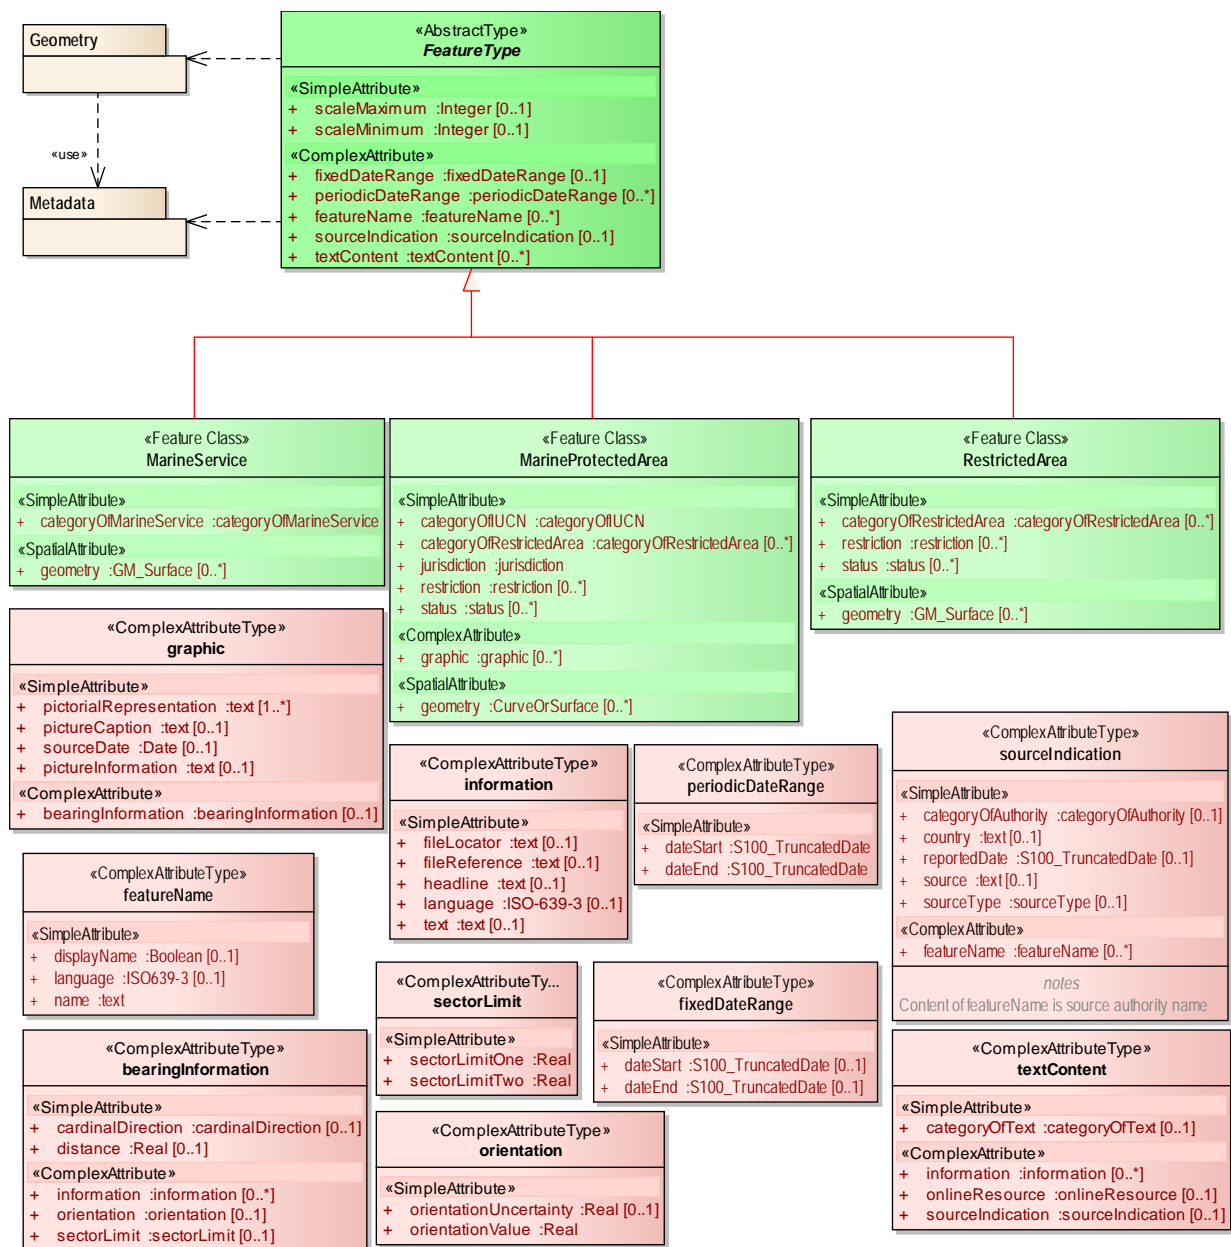 Geometry
«use»
Metadata
«AbstractType»
FeatureType
«SimpleAttribute»
+ scaleMaximum :Integer [0..1]
+ scaleMinimum :Integer [0..1]
«ComplexAttribute»
+ fixedDateRange :fixedDateRange [0..1]
+ periodicDateRange :periodicDateRange [0..*]
+ featureName :featureName [0..*]
+ sourceIndication :sourceIndication [0..1]
+ textContent :textContent [0..*]
«Feature Class»
MarineService
«SimpleAttribute»
+ categoryOfMarineService :categoryOfMarineService
«SpatialAttribute»
+ geometry :GM_Surface [0..*]
«Feature Class»
MarineProtectedArea
«SimpleAttribute»
+ categoryOfIUCN :categoryOfIUCN
+ categoryOfRestrictedArea :categoryOfRestrictedArea [0..*]
+ jurisdiction :jurisdiction
+ restriction :restriction [0..*]
+ status :status [0..*]
«ComplexAttribute»
+ graphic :graphic [0..*]
«SpatialAttribute»
+ geometry :CurveOrSurface [0..*]
«Feature Class»
RestrictedArea
«SimpleAttribute»
+ categoryOfRestrictedArea :categoryOfRestrictedArea [0..*]
+ restriction :restriction [0..*]
+ status :status [0..*]
«SpatialAttribute»
+ geometry :GM_Surface [0..*]
«ComplexAttributeType»
graphic
«SimpleAttribute»
+ pictorialRepresentation :text [1..*]
+ pictureCaption :text [0..1]
+ sourceDate :Date [0..1]
+ pictureInformation :text [0..1]
«ComplexAttribute»
+ bearingInformation :bearingInformation [0..1]
«ComplexAttributeType»
information
«SimpleAttribute»
+ fileLocator :text [0..1]
+ fileReference :text [0..1]
+ headline :text [0..1]
+ language :ISO-639-3 [0..1]
+ text :text [0..1]
«ComplexAttributeType»
periodicDateRange
«SimpleAttribute»
+ dateStart :S100_TruncatedDate
+ dateEnd :S100_TruncatedDate
«ComplexAttributeType»
sourceIndication
«SimpleAttribute»
+ categoryOfAuthority :categoryOfAuthority [0..1]
+ country :text [0..1]
+ reportedDate :S100_TruncatedDate [0..1]
+ source :text [0..1]
+ sourceType :sourceType [0..1]
«ComplexAttribute»
+ featureName :featureName [0..*]
notes
Content of featureName is source authority name
«ComplexAttributeType»
featureName
«SimpleAttribute»
+ displayName :Boolean [0..1]
+ language :ISO639-3 [0..1]
+ name :text
«ComplexAttributeTy...
sectorLimit
«SimpleAttribute»
+ sectorLimitOne :Real
+ sectorLimitTwo :Real
«ComplexAttributeType»
fixedDateRange
«SimpleAttribute»
+ dateStart :S100_TruncatedDate [0..1]
+ dateEnd :S100_TruncatedDate [0..1]
«ComplexAttributeType»
bearingInformation
«SimpleAttribute»
+ cardinalDirection :cardinalDirection [0..1]
+ distance :Real [0..1]
«ComplexAttribute»
+ information :information [0..*]
+ orientation :orientation [0..1]
+ sectorLimit :sectorLimit [0..1]
«ComplexAttributeType»
orientation
«SimpleAttribute»
+ orientationUncertainty :Real [0..1]
+ orientationValue :Real
«ComplexAttributeType»
textContent
«SimpleAttribute»
+ categoryOfText :categoryOfText [0..1]
«ComplexAttribute»
+ information :information [0..*]
+ onlineResource :onlineResource [0..1]
+ sourceIndication :sourceIndication [0..1]